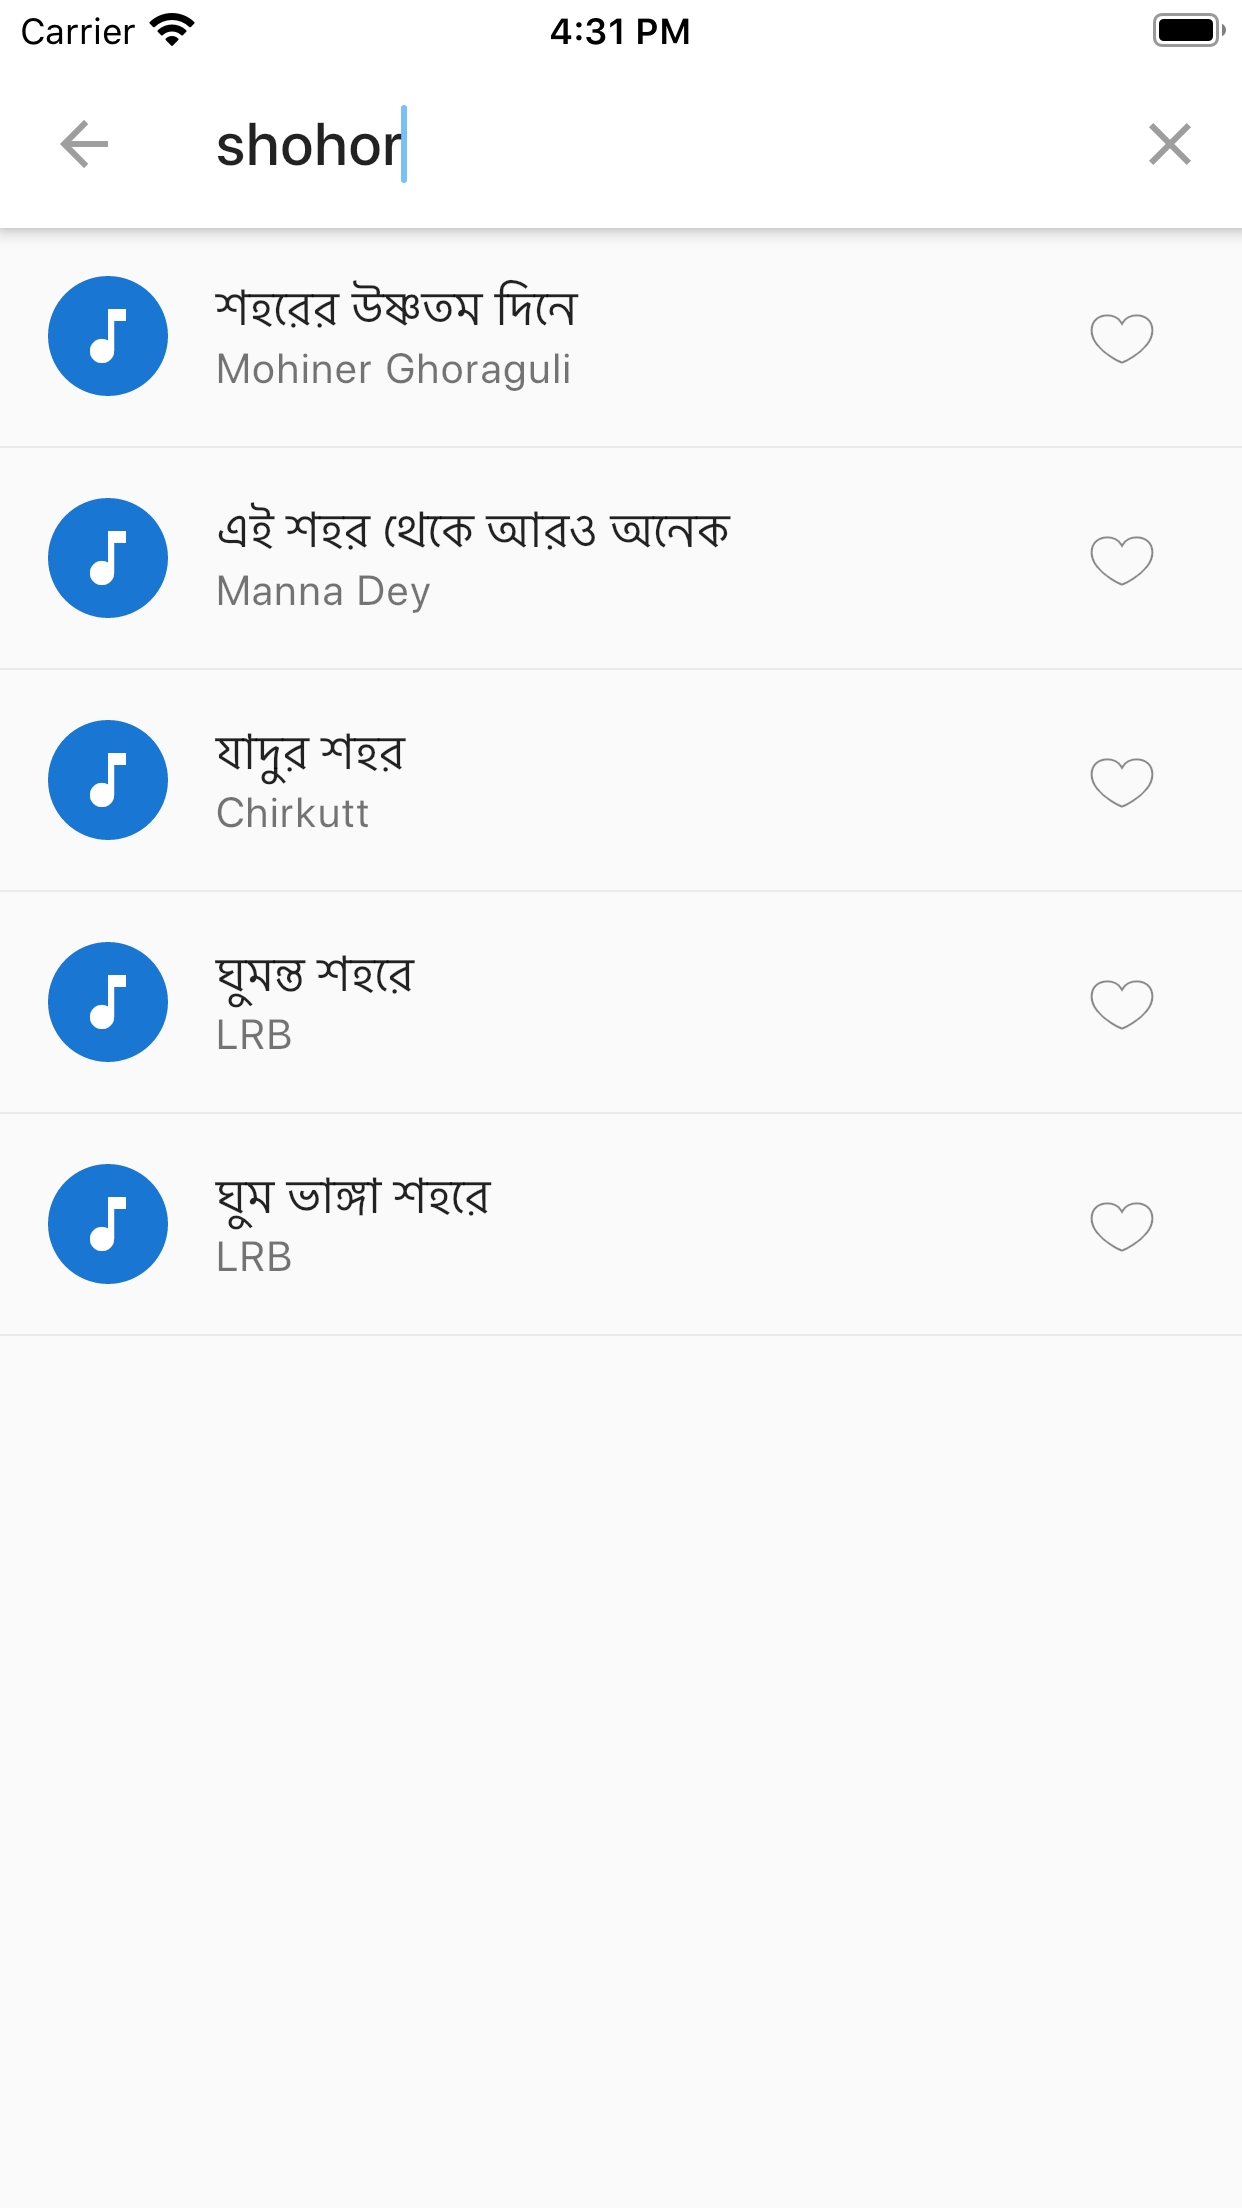 Carrier 4:31 PM
shohor
শহরের উষ্ণতম দিনে
Mohiner Ghoraguli
এই শহর থেকে আরও অনেক
Manna Dey
যাদুর শহর
Chirkutt
ঘুমন্ত শহরে
LRB
ঘুম ভাঙ্গা শহরে
LRB